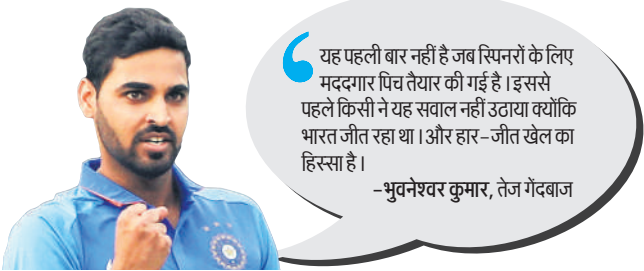 यह पहली बार नहीं है जब स्पिनरों के लिए
मददगार पिच तैयार की गई है। इससे
पहले किसी ने यह सवाल नहीं उठाया क्योंकि
भारत जीत रहा था। और हार-जीत खेल का
हिस्सा है।
-भुवनेश्वर कुमार, तेज गेंदबाज